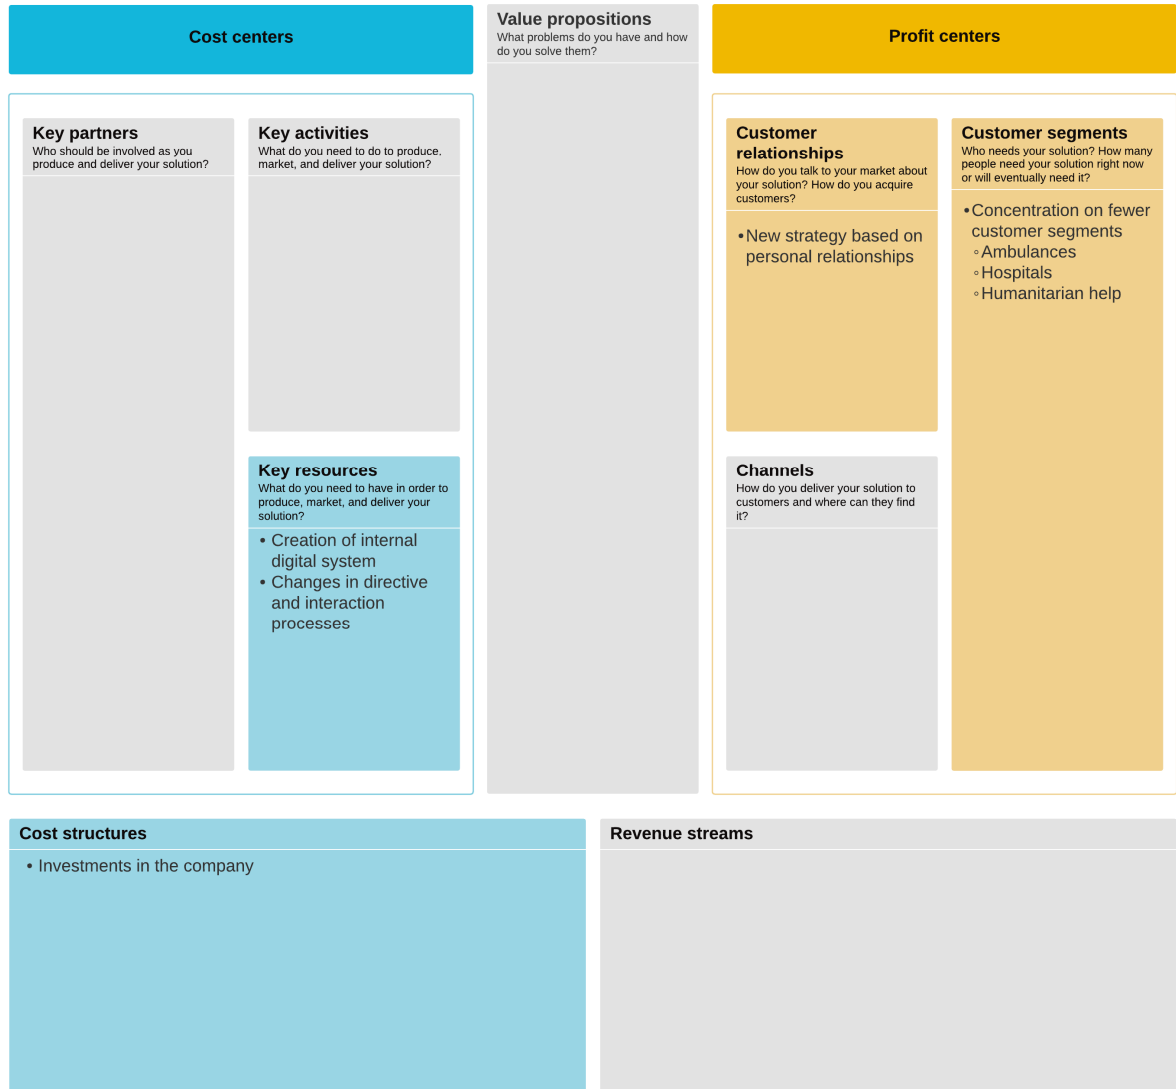 Cost centers
Key partners
Who should be involved as you
produce and deliver your solution?
Key activities
What do you need to do to produce,
market, and deliver your solution?
Key resources
What do you need to have in order to
produce, market, and deliver your
solution?
• Creation of internal
digital system
• Changes in directive
and interaction
processes
Value propositions
What problems do you have and how
do you solve them?
Profit centers
Customer
relationships
How do you talk to your market about
your solution? How do you acquire
customers?
• New strategy based on
personal relationships
Channels
How do you deliver your solution to
customers and where can they find
it?
Customer segments
Who needs your solution? How many
people need your solution right now
or will eventually need it?
• Concentration on fewer
customer segments
◦ Ambulances
◦ Hospitals
◦ Humanitarian help
Cost structures
• Investments in the company
Revenue streams